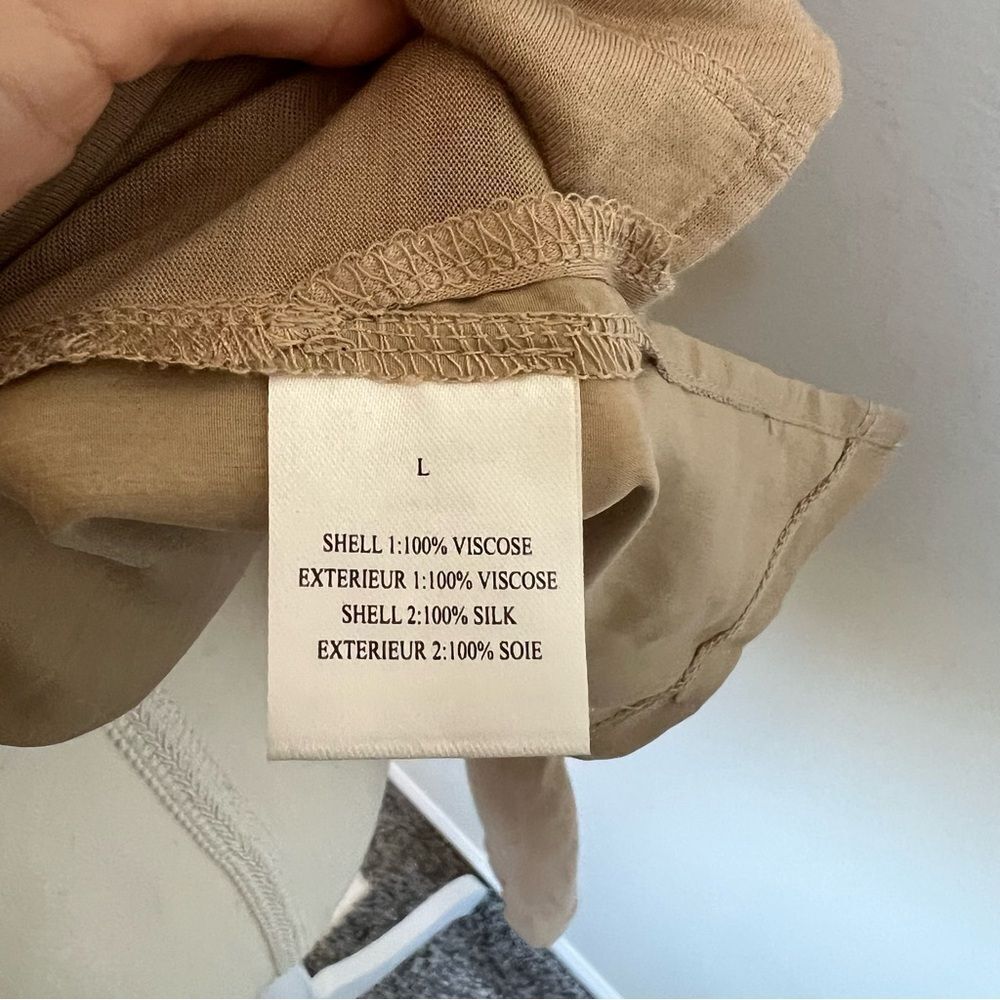 L
SHELL 1:100% VISCOSE
EXTERIEUR 1:100% VISCOSE
SHELL 2:100% SILK
EXTERIEUR 2:100% SOIE